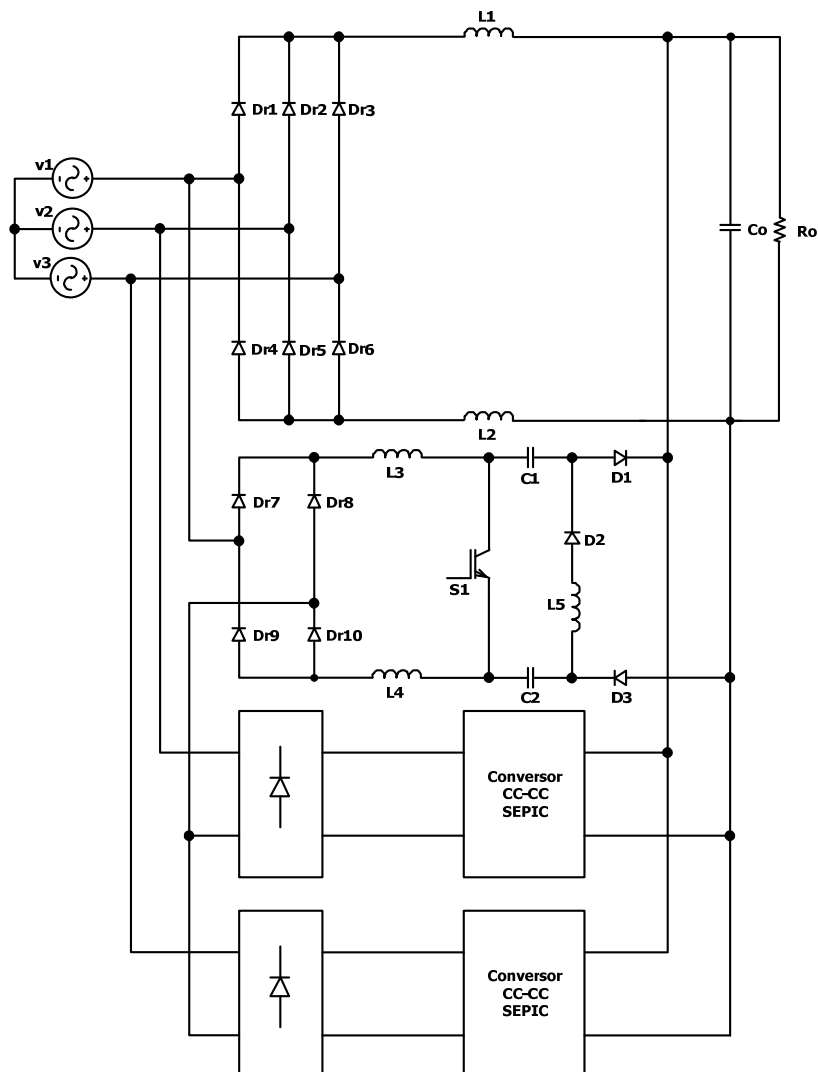 L1
Dr1 Dr2 Dr3
v1
- +
v2
- +
v3
- +
Co
Ro
Dr4 Dr5 Dr6
L2
L3
C1
D1
Dr7 Dr8
D2
S1
L5
Dr9 Dr10
L4
C2
D3
Conversor
CC-CC
SEPIC
Conversor
CC-CC
SEPIC